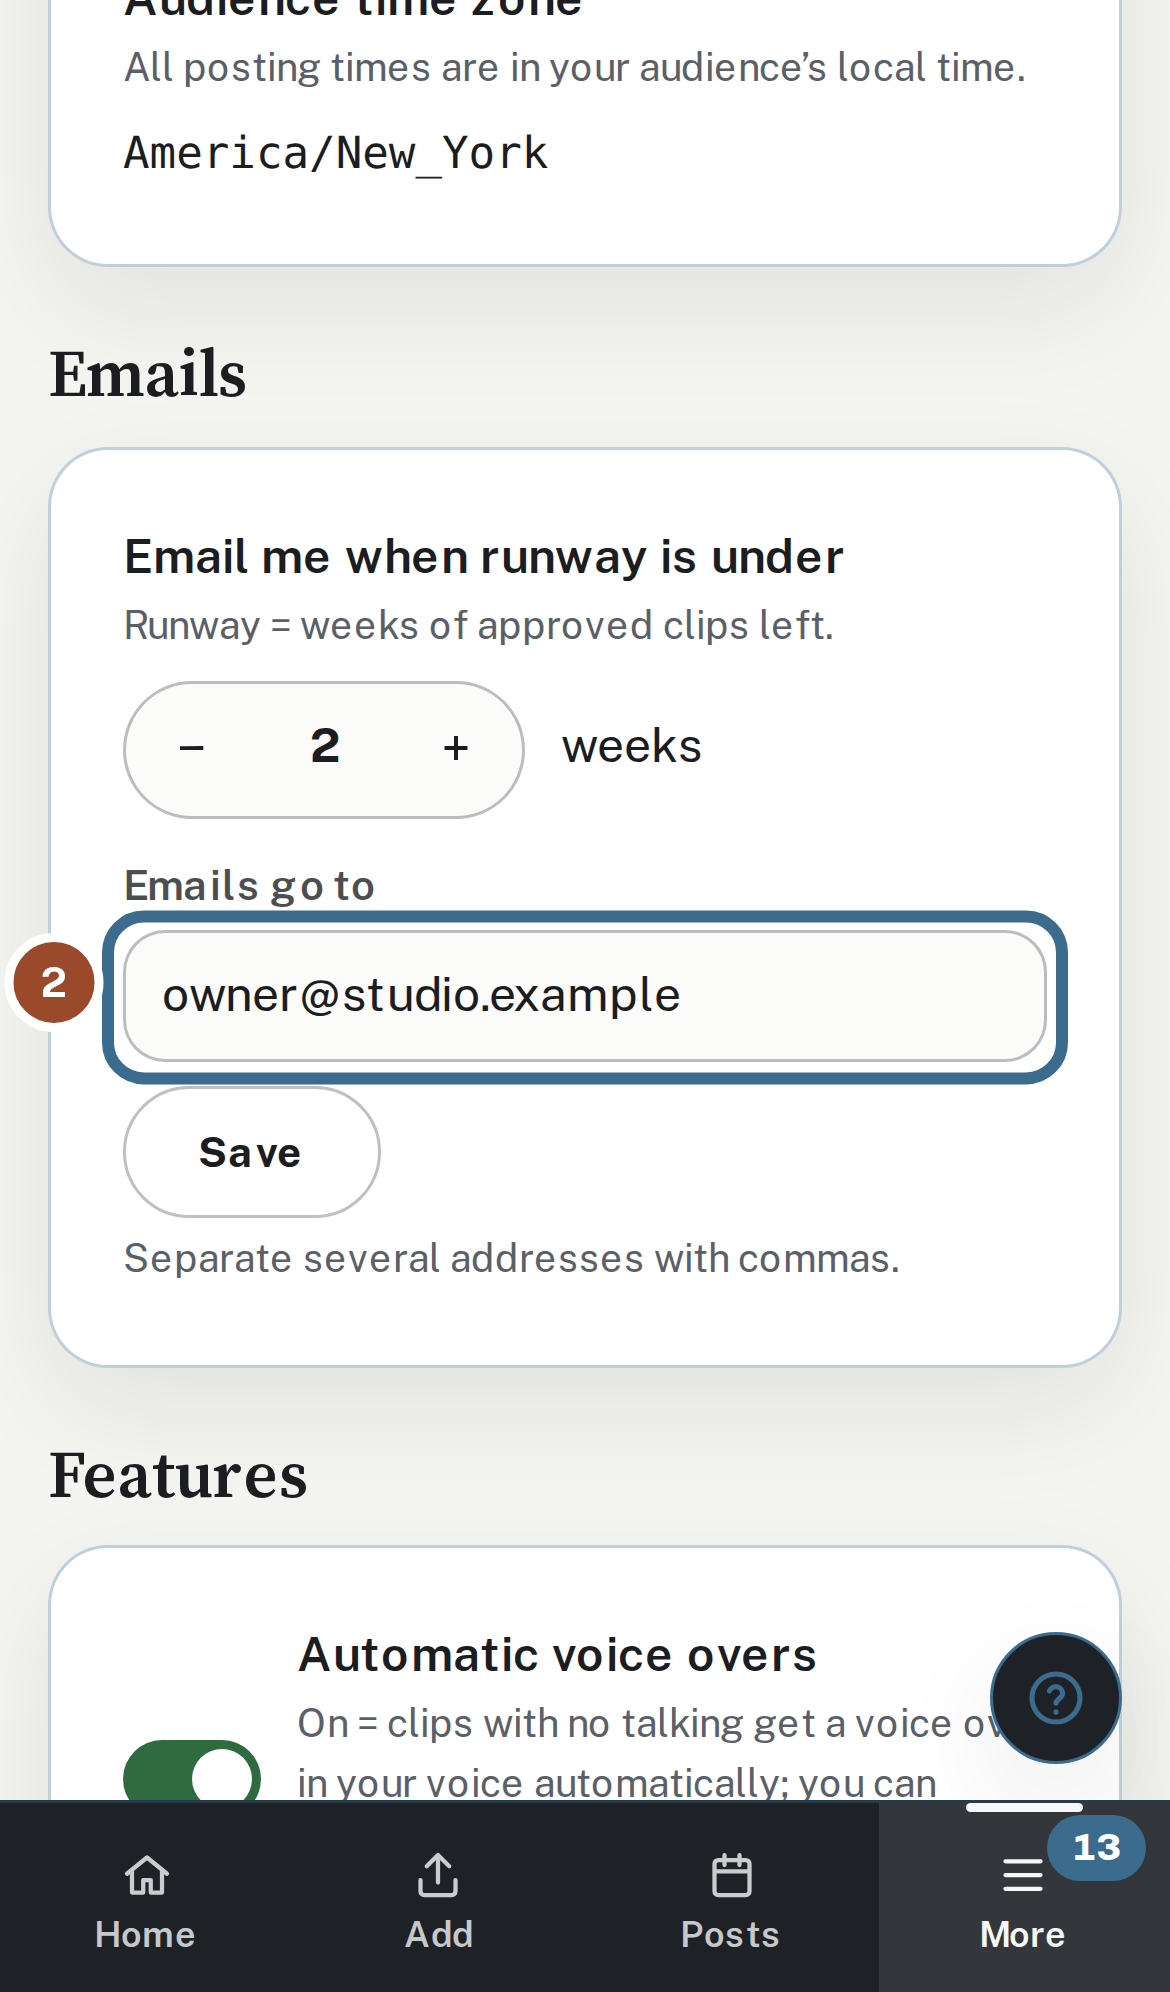 Audience time zone
All posting times are in your audience’s local time.
America/New_York
Emails
Email me when runway is under
Runway = weeks of approved clips left.
− 2 + weeks
Emails go to
2
owner@studio.example
Save
Separate several addresses with commas.
Features
Automatic voice overs
On = clips with no talking get a voice
in your voice automatically; you can
13
Home Add Posts More